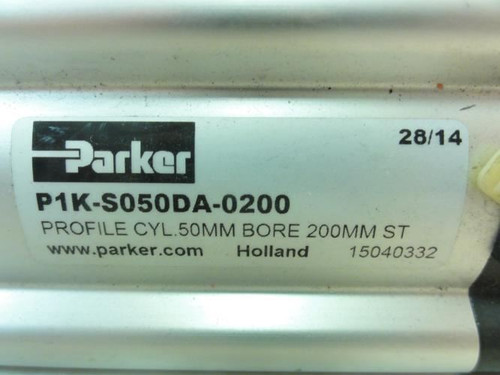 Parker
28/14
P1K-S050DA-0200
PROFILE CYL.50MM BORE 200MM ST
www.parker.com Holland 15040332